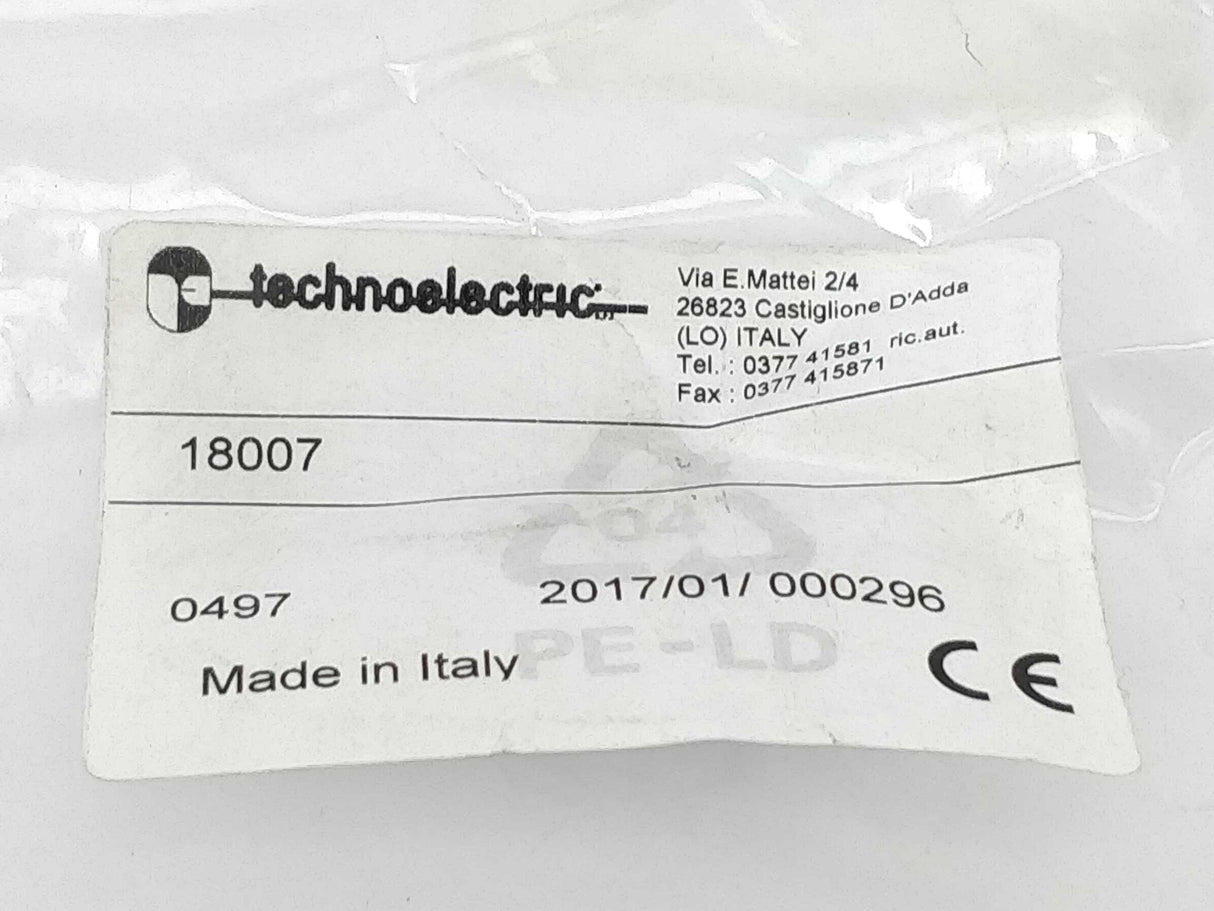 technoelectric
Via E.Mattei 2/4
26823 Castiglione D'Adda
(LO) ITALY
Tel. : 0377 41581 ric.aut.
Fax : 0377 415871
18007
04
0497
2017/01/ 000296
PE-LD
Made in Italy
CE